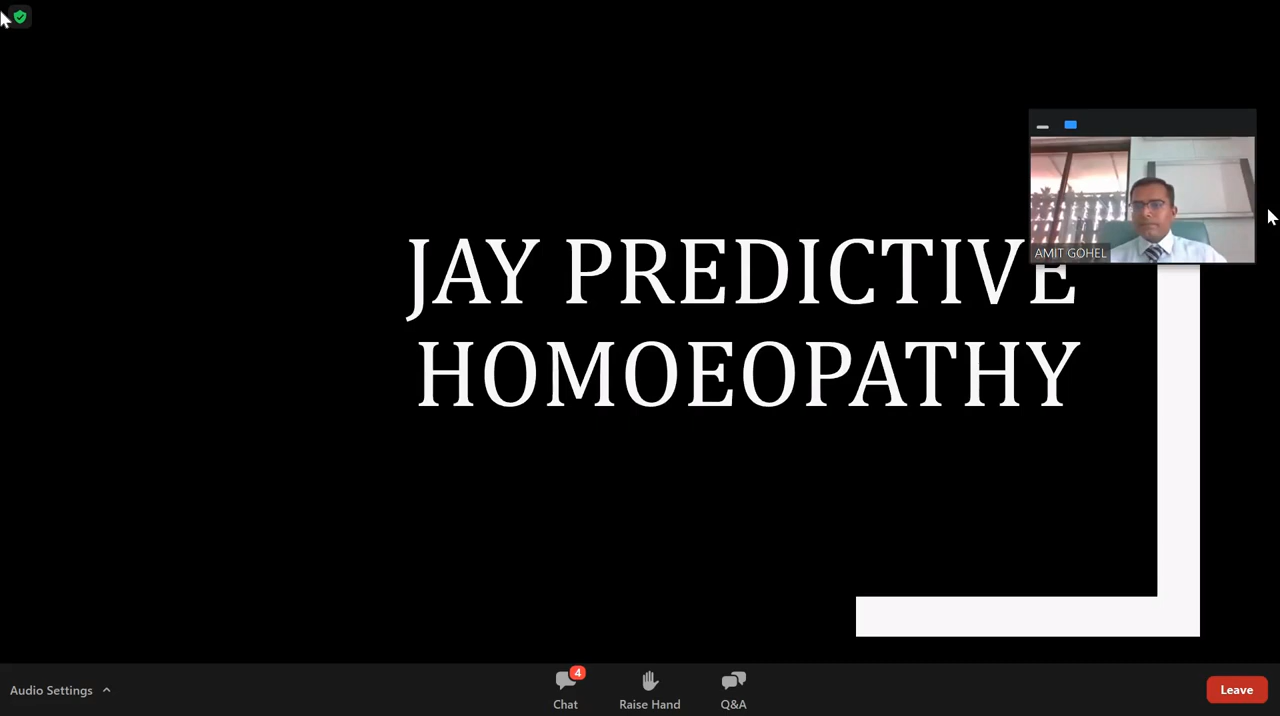 JAY PREDICTIVE
HOMOEOPATHY
AMIT GOHEL
Audio Settings
4
Chat
Raise Hand
Q&A
Leave